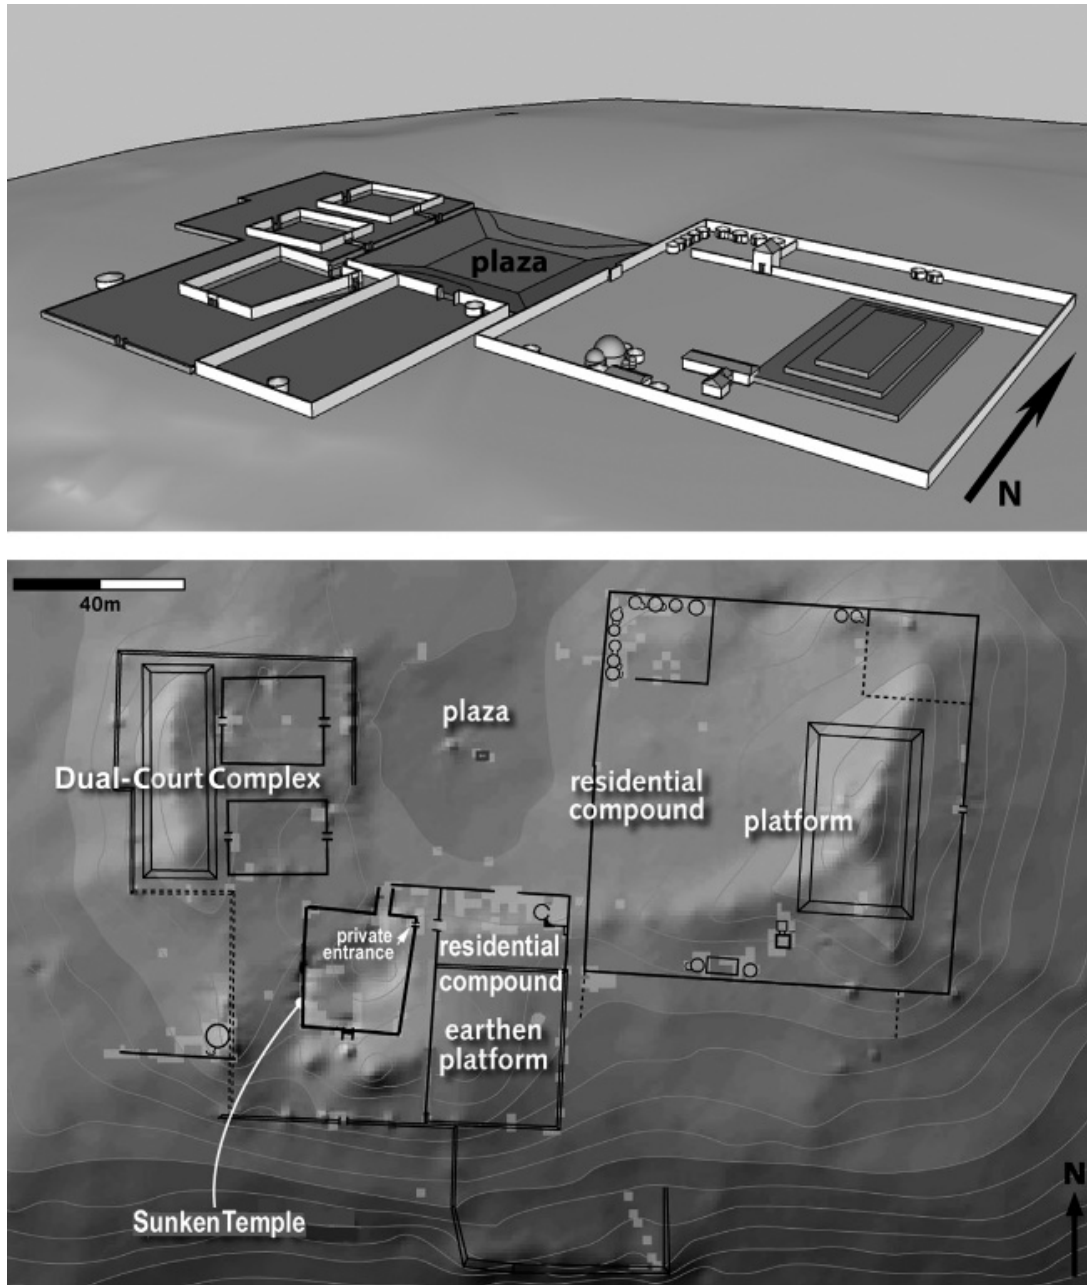 plaza
N
40m
plaza
Dual-Court Complex
residential
compound
platform
private
entrance
residential
compound
earthen
platform
N
Sunken Temple